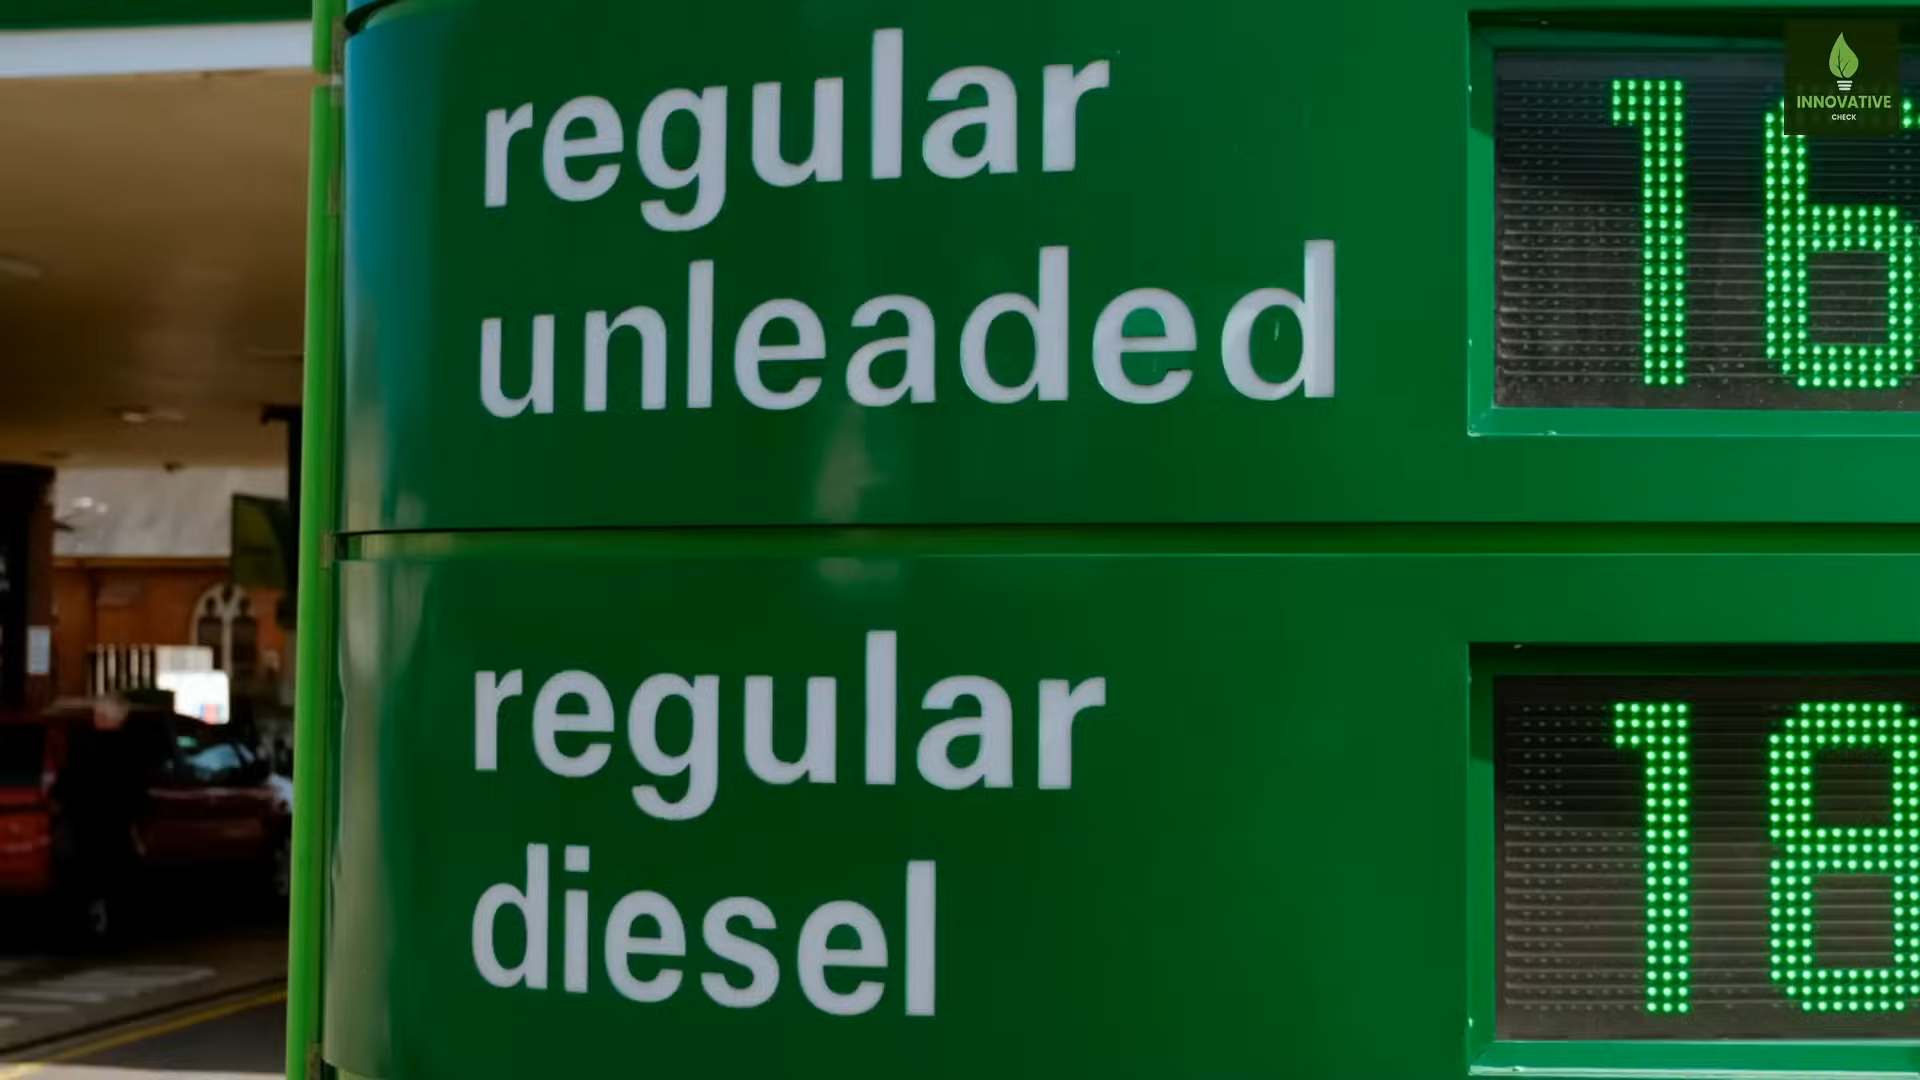 regular
unleaded
16
regular
diesel
18
INNOVATIVE
CHECK